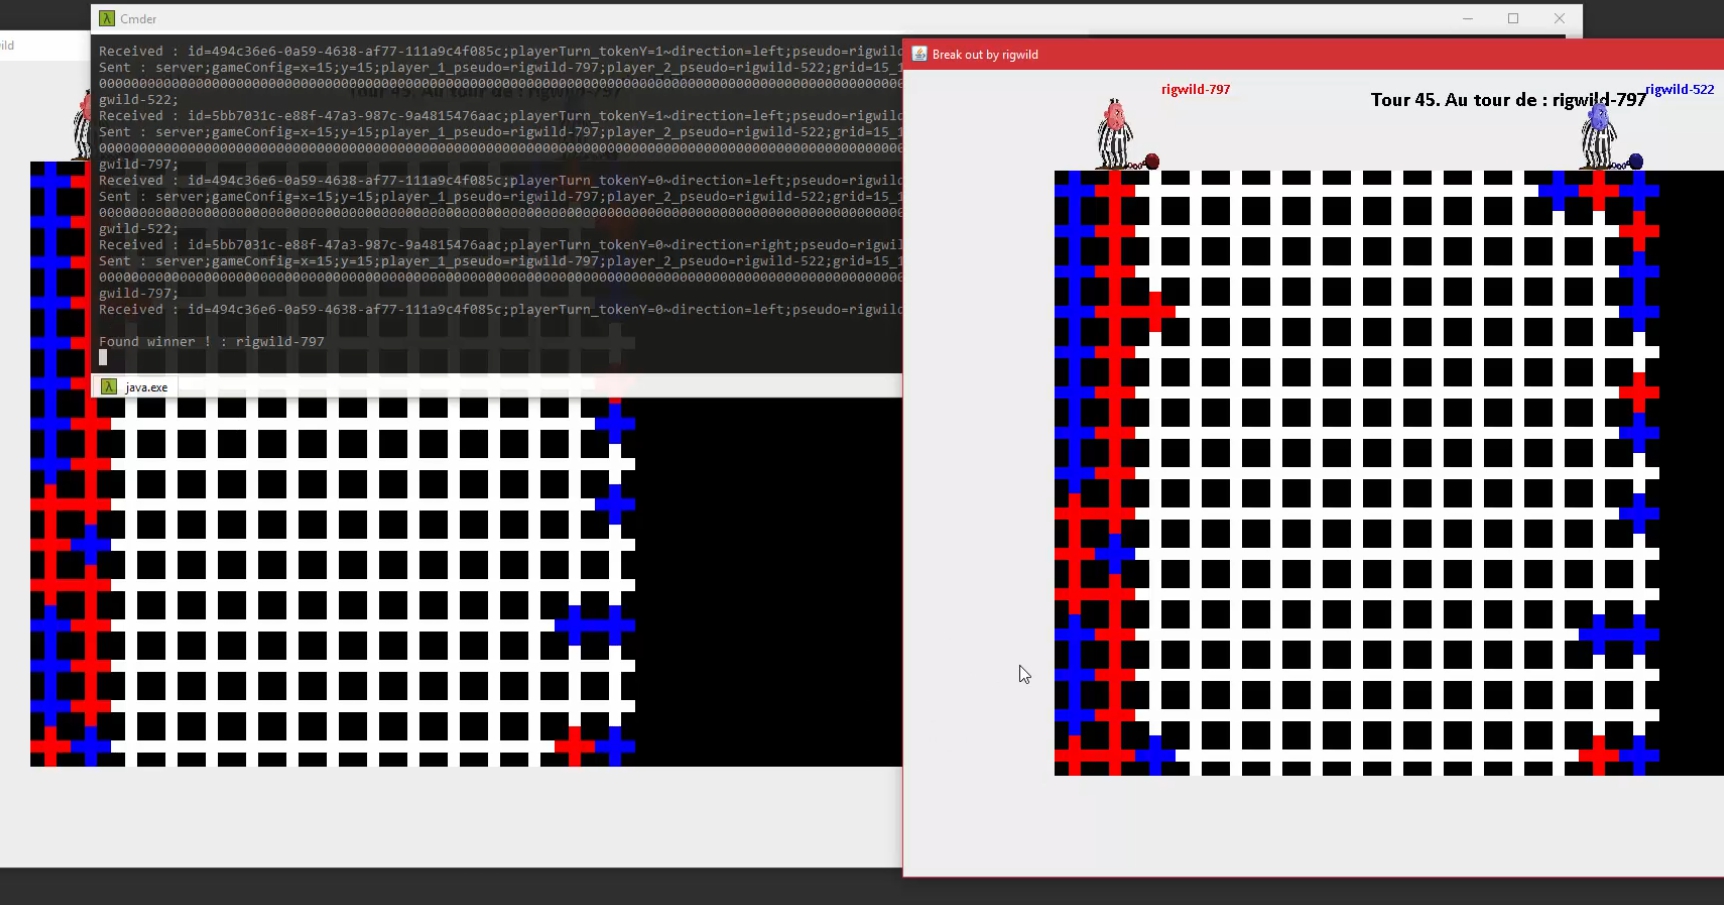 ild
Cmder
Received : id=494c36e6-0a59-4638-af77-111a9c4f085c;playerTurn_tokenY=1~direction=left;pseudo=rigwild
Sent : server;gameConfig=x=15;y=15;player_1_pseudo=rigwild-797;player_2_pseudo=rigwild-522;grid=15_1
gwild-522;
Received : id=5bb7031c-e88f-47a3-987c-9a4815476aac;playerTurn_tokenY=1~direction=left;pseudo=rigwild
Sent : server;gameConfig=x=15;y=15;player_1_pseudo=rigwild-797;player_2_pseudo=rigwild-522;grid=15_1
gwild-797;
Received : id=494c36e6-0a59-4638-af77-111a9c4f085c;playerTurn_tokenY=0~direction=left;pseudo=rigwild
Sent : server;gameConfig=x=15;y=15;player_1_pseudo=rigwild-797;player_2_pseudo=rigwild-522;grid=15_1
gwild-522;
Received : id=5bb7031c-e88f-47a3-987c-9a4815476aac;playerTurn_tokenY=0~direction=right;pseudo=rigwil
Sent : server;gameConfig=x=15;y=15;player_1_pseudo=rigwild-797;player_2_pseudo=rigwild-522;grid=15_1
gwild-797;
Received : id=494c36e6-0a59-4638-af77-111a9c4f085c;playerTurn_tokenY=0~direction=left;pseudo=rigwild
Found winner ! : rigwild-797
java.exe
Break out by rigwild
rigwild-797
Tour 45. Au tour de : rigwild-797
rigwild-522